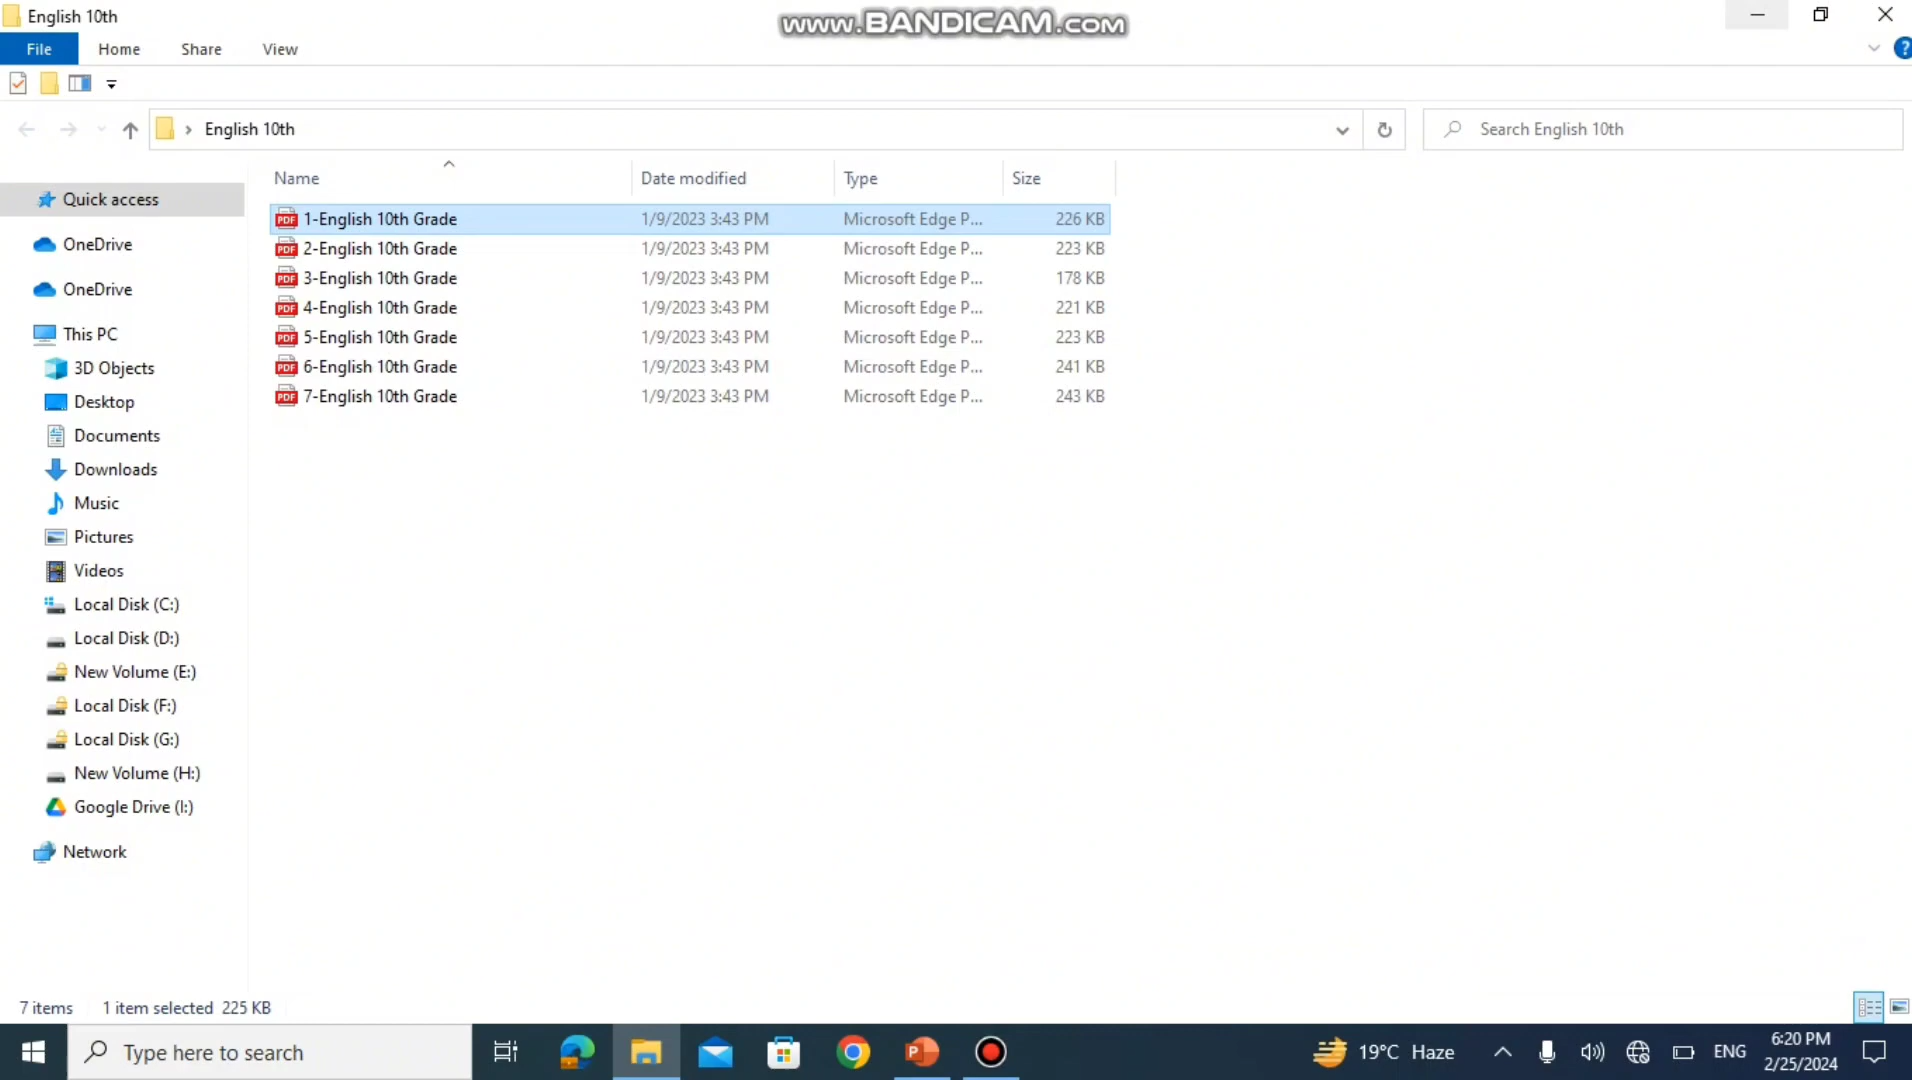 English 10th
www.BANDICAM.com
File Home Share View
English 10th
Search English 10th
Name Date modified Type Size
Quick access
OneDrive
OneDrive
This PC
3D Objects
Desktop
Documents
Downloads
Music
Pictures
Videos
Local Disk (C:)
Local Disk (D:)
New Volume (E:)
Local Disk (F:)
Local Disk (G:)
New Volume (H:)
Google Drive (I:)
Network
PDF 1-English 10th Grade 1/9/2023 3:43 PM Microsoft Edge P... 226 KB
PDF 2-English 10th Grade 1/9/2023 3:43 PM Microsoft Edge P... 223 KB
PDF 3-English 10th Grade 1/9/2023 3:43 PM Microsoft Edge P... 178 KB
PDF 4-English 10th Grade 1/9/2023 3:43 PM Microsoft Edge P... 221 KB
PDF 5-English 10th Grade 1/9/2023 3:43 PM Microsoft Edge P... 223 KB
PDF 6-English 10th Grade 1/9/2023 3:43 PM Microsoft Edge P... 241 KB
PDF 7-English 10th Grade 1/9/2023 3:43 PM Microsoft Edge P... 243 KB
7 items 1 item selected 225 KB
Type here to search
19°C Haze
ENG
6:20 PM
2/25/2024